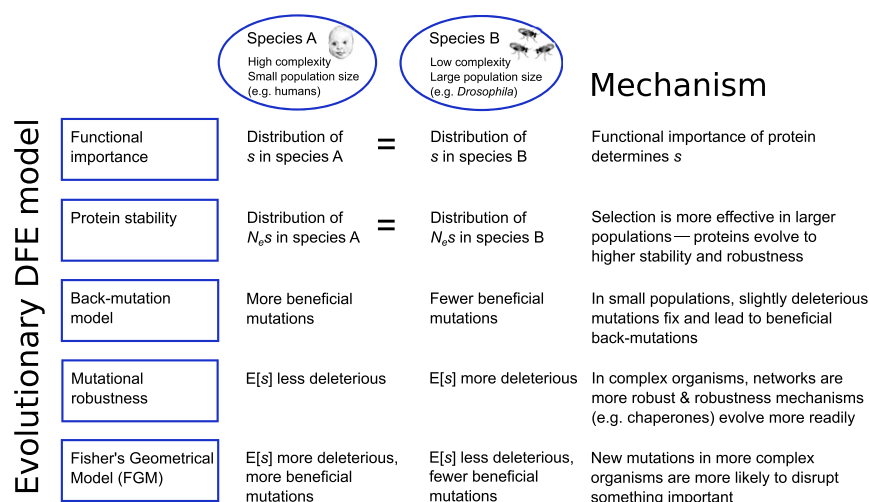 Species A
High complexity
Small population size
(e.g. humans)
Species B
Low complexity
Large population size
(e.g. Drosophila)
Mechanism
Evolutionary DFE model
Functional
importance
Distribution of
s in species A
=
Distribution of
s in species B
Functional importance of protein
determines s
Protein stability
Distribution of
Nₑs in species A
=
Distribution of
Nₑs in species B
Selection is more effective in larger
populations — proteins evolve to
higher stability and robustness
Back-mutation
model
More beneficial
mutations
Fewer beneficial
mutations
In small populations, slightly deleterious
mutations fix and lead to beneficial
back-mutations
Mutational
robustness
E[s] less deleterious
E[s] more deleterious
In complex organisms, networks are
more robust & robustness mechanisms
(e.g. chaperones) evolve more readily
Fisher's Geometrical
Model (FGM)
E[s] more deleterious,
more beneficial
mutations
E[s] less deleterious,
fewer beneficial
mutations
New mutations in more complex
organisms are more likely to disrupt
something important